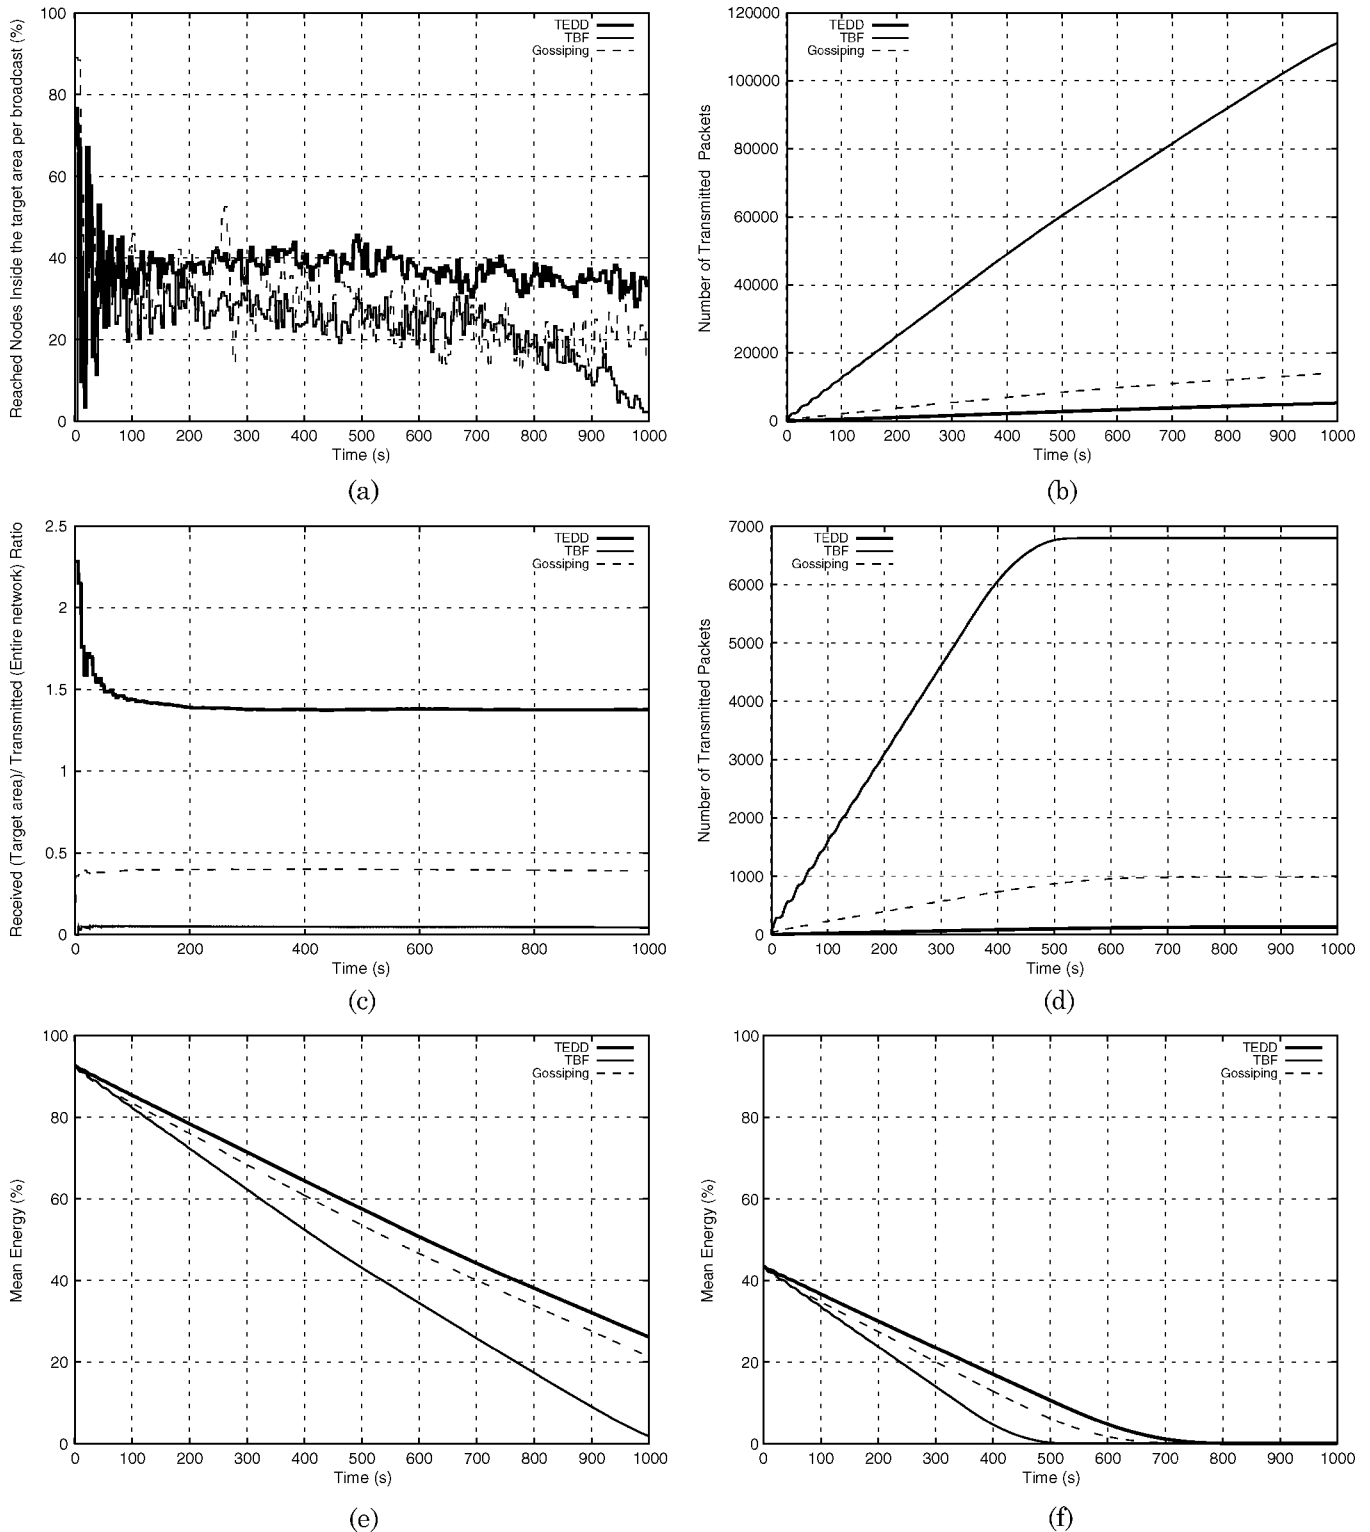 Reached Nodes Inside the target area per broadcast (%)
100
80
60
40
20
0
TEDD
TBF
Gossiping
0 100 200 300 400 500 600 700 800 900 1000
Time (s)
(a)
Number of Transmitted Packets
120000
100000
80000
60000
40000
20000
0
TEDD
TBF
Gossiping
0 100 200 300 400 500 600 700 800 900 1000
Time (s)
(b)
Received (Target area)/ Transmitted (Entire network) Ratio
2.5
2
1.5
1
0.5
0
TEDD
TBF
Gossiping
0 200 400 600 800 1000
Time (s)
(c)
Number of Transmitted Packets
7000
6000
5000
4000
3000
2000
1000
0
TEDD
TBF
Gossiping
0 100 200 300 400 500 600 700 800 900 1000
Time (s)
(d)
Mean Energy (%)
100
80
60
40
20
0
TEDD
TBF
Gossiping
0 100 200 300 400 500 600 700 800 900 1000
Time (s)
(e)
Mean Energy (%)
100
80
60
40
20
0
TEDD
TBF
Gossiping
0 100 200 300 400 500 600 700 800 900 1000
Time (s)
(f)